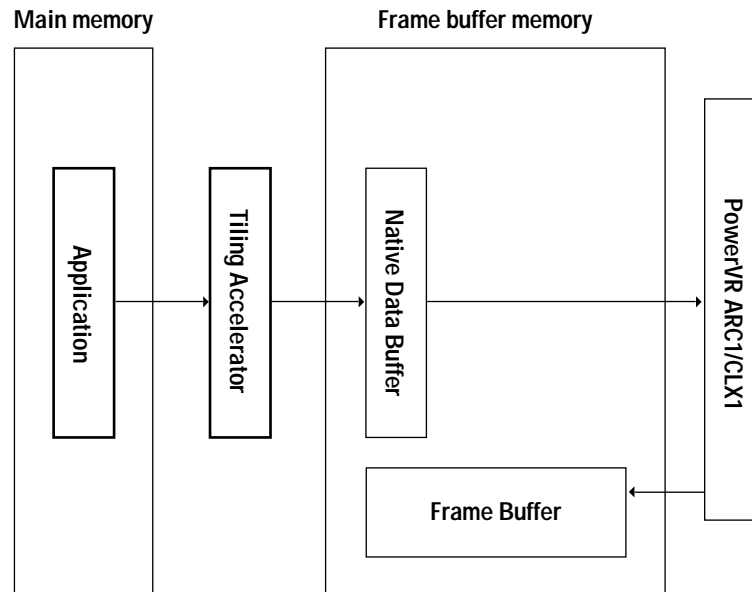 Main memory
Frame buffer memory
Application
Tiling Accelerator
Native Data Buffer
PowerVR ARC1/CLX1
Frame Buffer